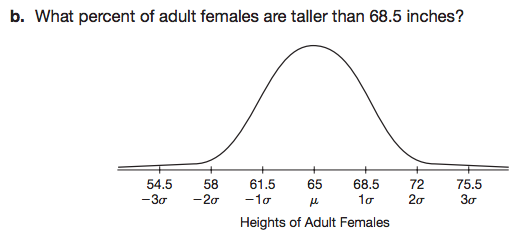 b. What percent of adult females are taller than 68.5 inches?
54.5 58 61.5 65 68.5 72 75.5
−3σ −2σ −1σ μ 1σ 2σ 3σ
Heights of Adult Females